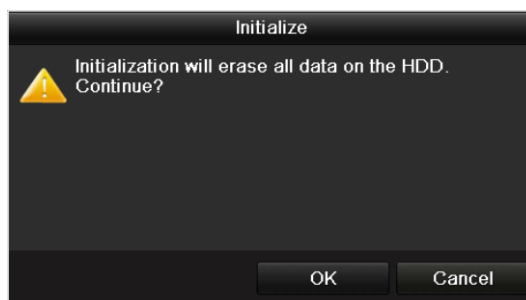 Initialize
Initialization will erase all data on the HDD.
Continue?
OK
Cancel